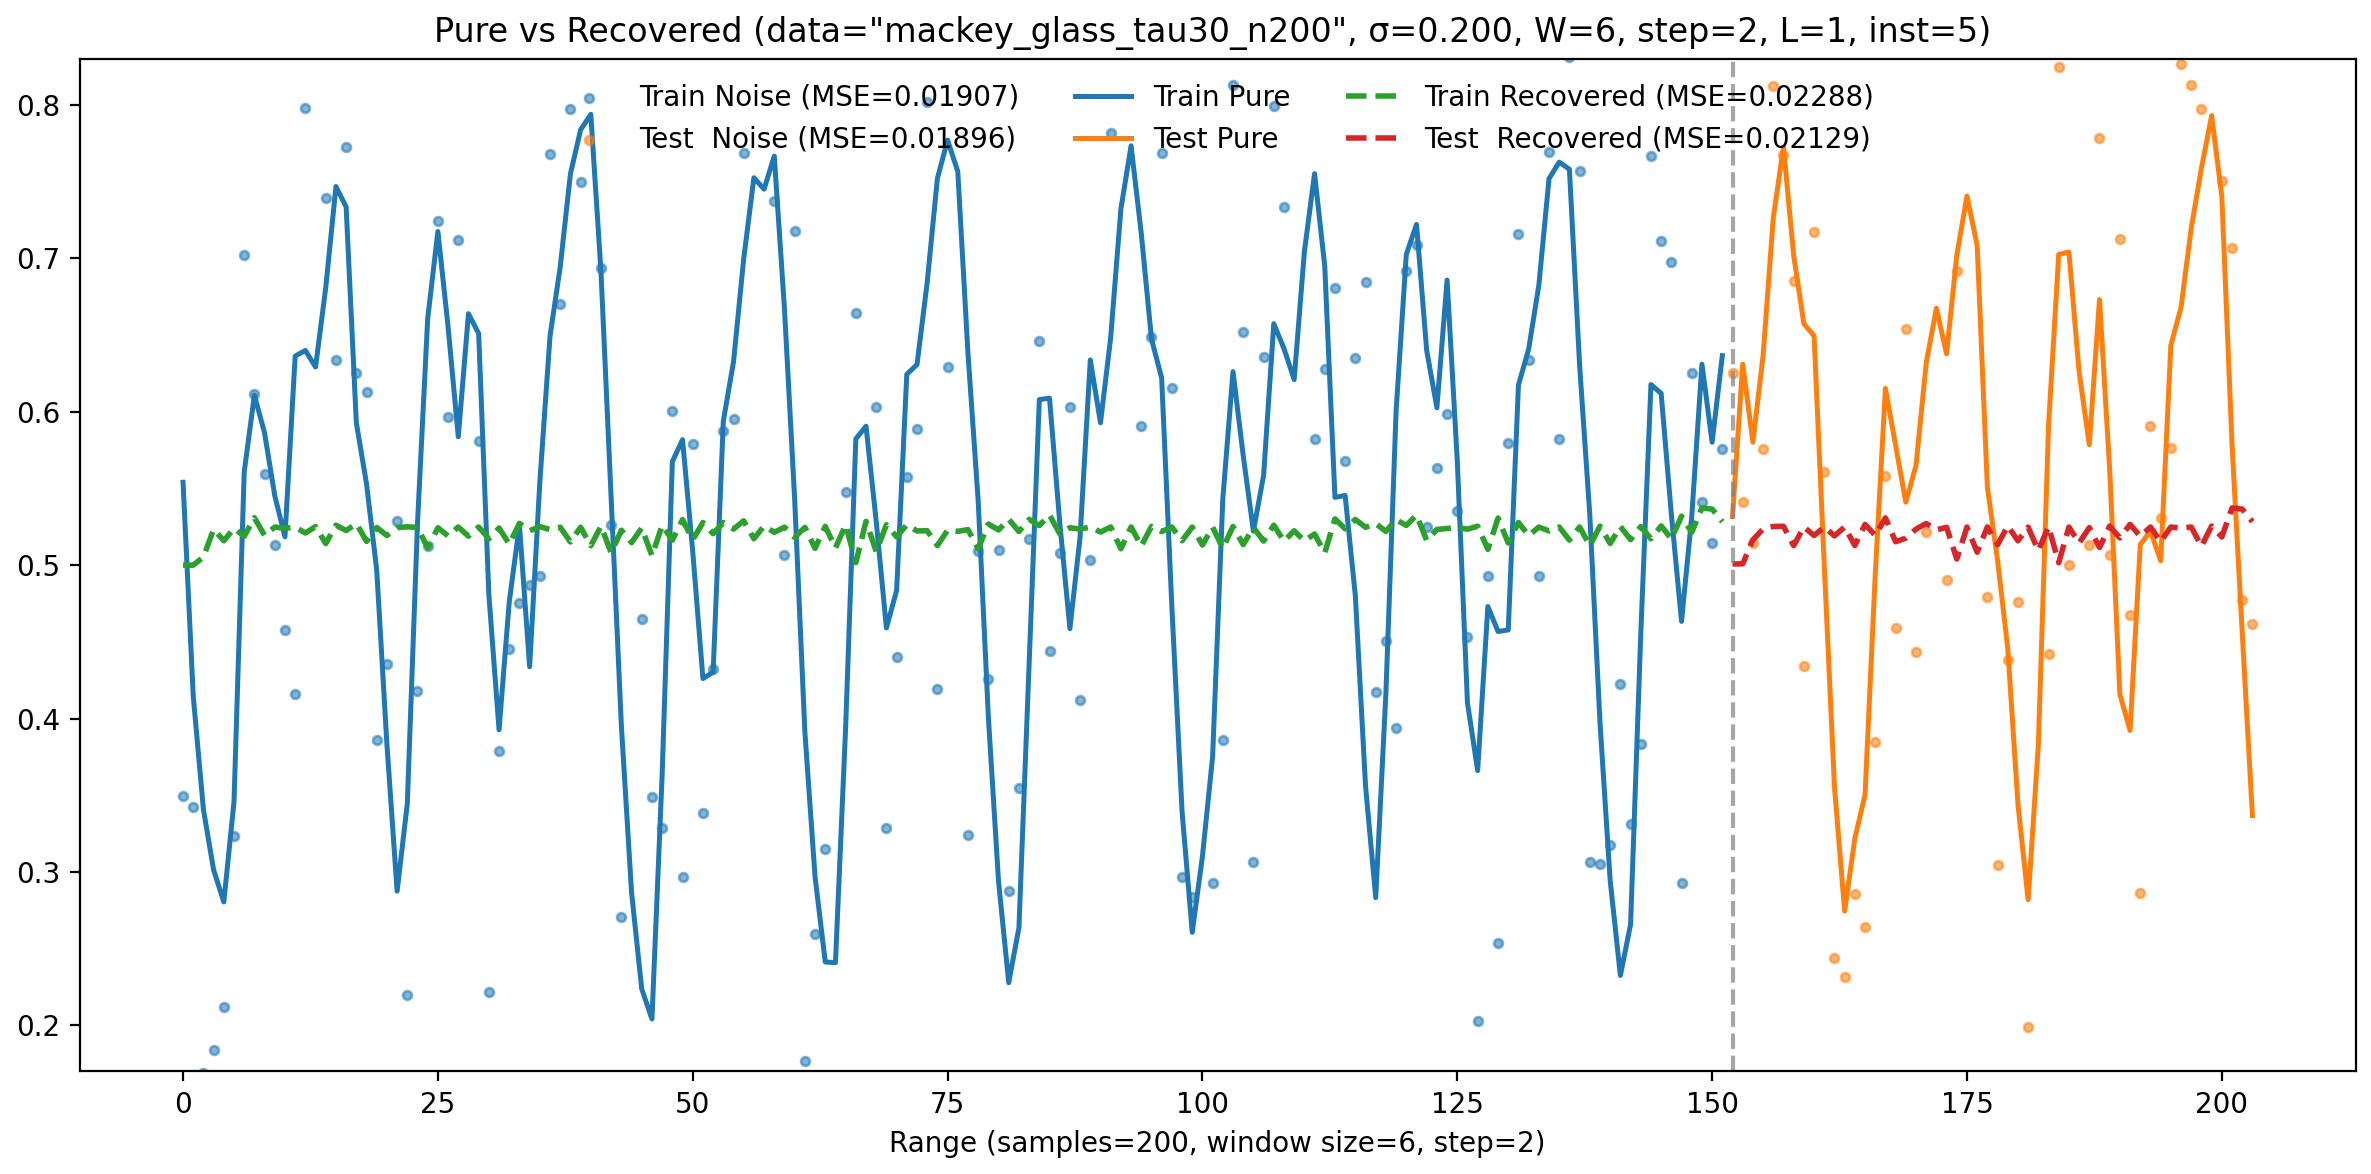 Pure vs Recovered (data="mackey_glass_tau30_n200", σ=0.200, W=6, step=2, L=1, inst=5)
Train Noise (MSE=0.01907)
Test  Noise (MSE=0.01896)
Train Pure
Test Pure
Train Recovered (MSE=0.02288)
Test  Recovered (MSE=0.02129)
0.8
0.7
0.6
0.5
0.4
0.3
0.2
0 25 50 75 100 125 150 175 200
Range (samples=200, window size=6, step=2)